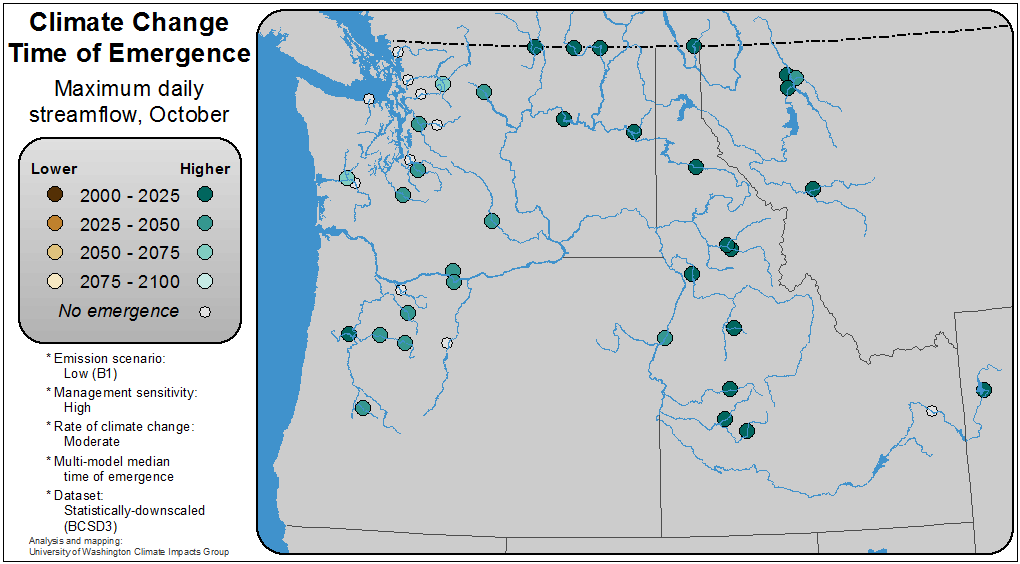 Climate Change
Time of Emergence
Maximum daily
streamflow, October
Lower Higher
2000 - 2025
2025 - 2050
2050 - 2075
2075 - 2100
No emergence
* Emission scenario:
Low (B1)
* Management sensitivity:
High
* Rate of climate change:
Moderate
* Multi-model median
time of emergence
* Dataset:
Statistically-downscaled
(BCSD3)
Analysis and mapping:
University of Washington Climate Impacts Group